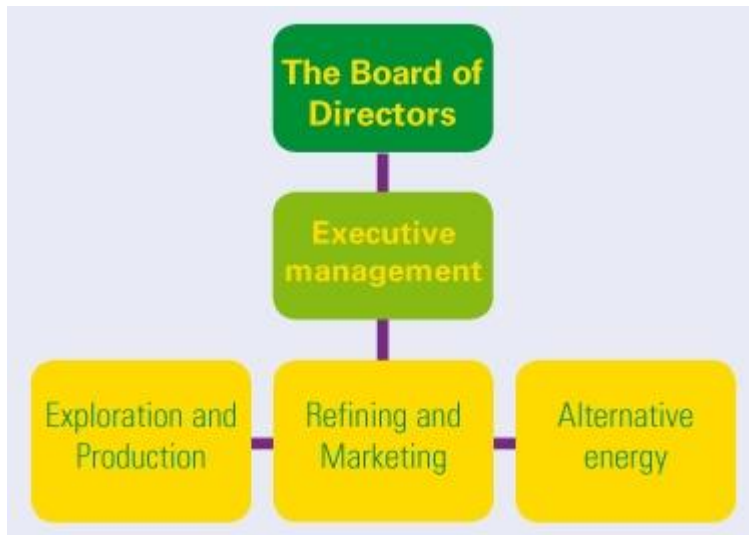 The Board of
Directors
Executive
management
Exploration and
Production
Refining and
Marketing
Alternative
energy